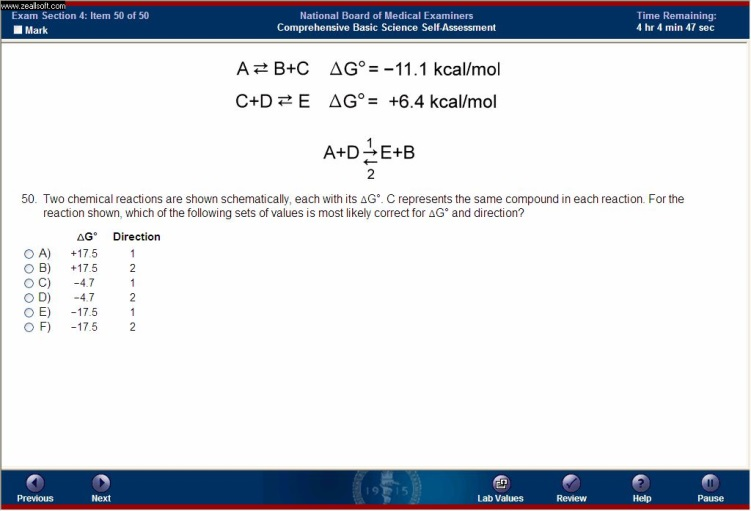 www.zeallsoft.com
Exam Section 4: Item 50 of 50
National Board of Medical Examiners
Time Remaining:
Mark
Comprehensive Basic Science Self-Assessment
4 hr 4 min 47 sec
A ⇄ B+C ΔG° = −11.1 kcal/mol
C+D ⇄ E ΔG° = +6.4 kcal/mol
1
A+D ⇄ E+B
2
50. Two chemical reactions are shown schematically, each with its ΔG°. C represents the same compound in each reaction. For the
reaction shown, which of the following sets of values is most likely correct for ΔG° and direction?
ΔG° Direction
A) +17.5 1
B) +17.5 2
C) −4.7 1
D) −4.7 2
E) −17.5 1
F) −17.5 2
1915
Previous Next Lab Values Review Help Pause